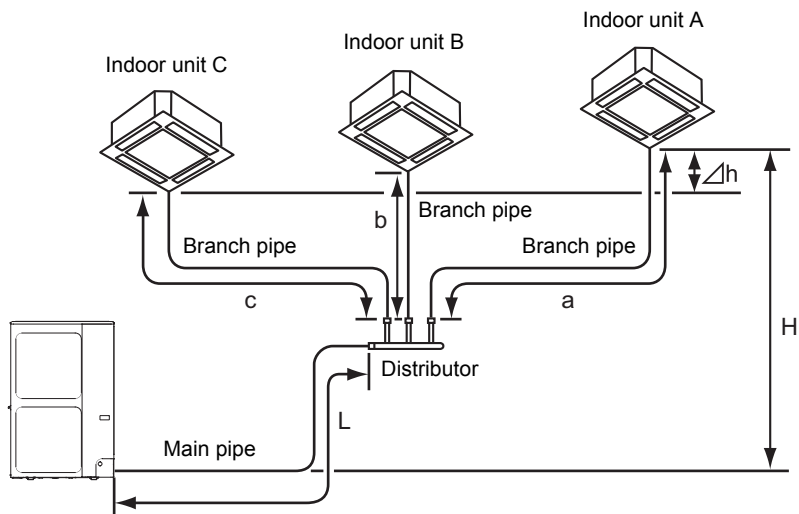 Indoor unit A
Indoor unit B
Indoor unit C
⊿h
b
Branch pipe
Branch pipe
Branch pipe
c
a
H
Distributor
L
Main pipe